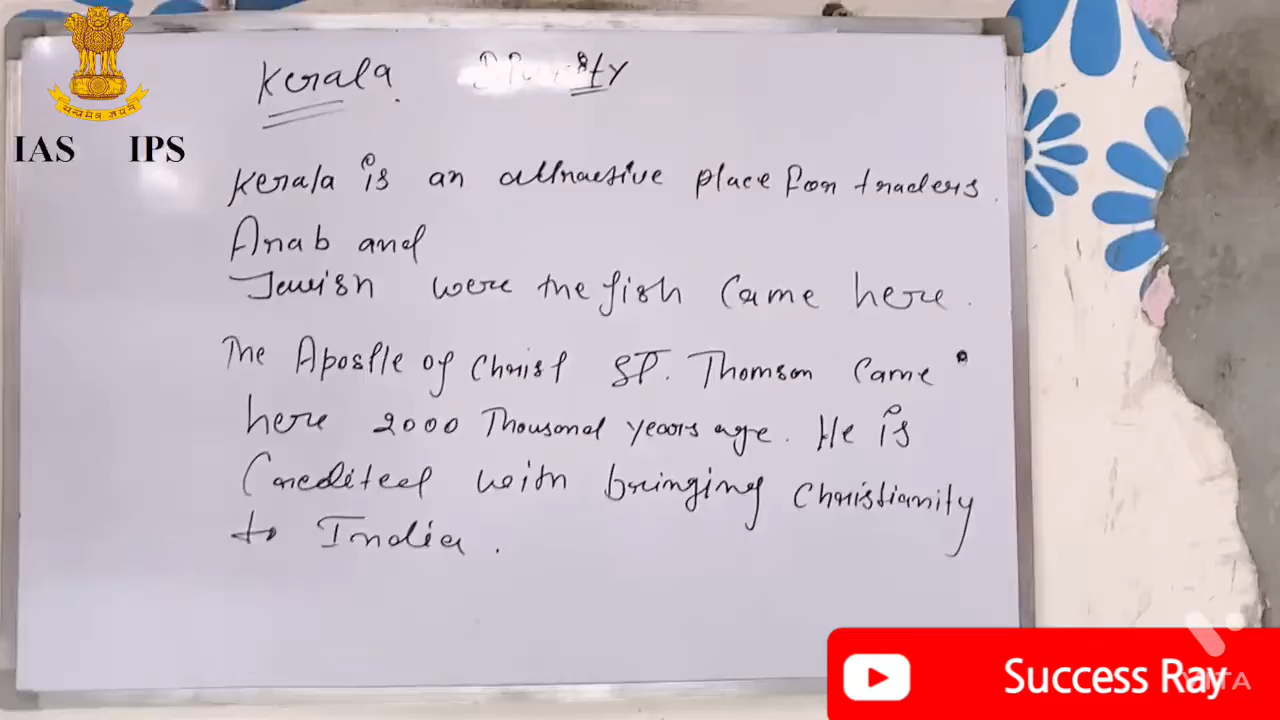 Kerala
IAS IPS
Kerala is an attractive place for traders.
Arab and
Jewish were the fish came here.
The Apostle of Christ ST. Thomson came
here 2000 Thousand years age. He is
Credited with bringing Christianity
to India.
Success Ray
VITA